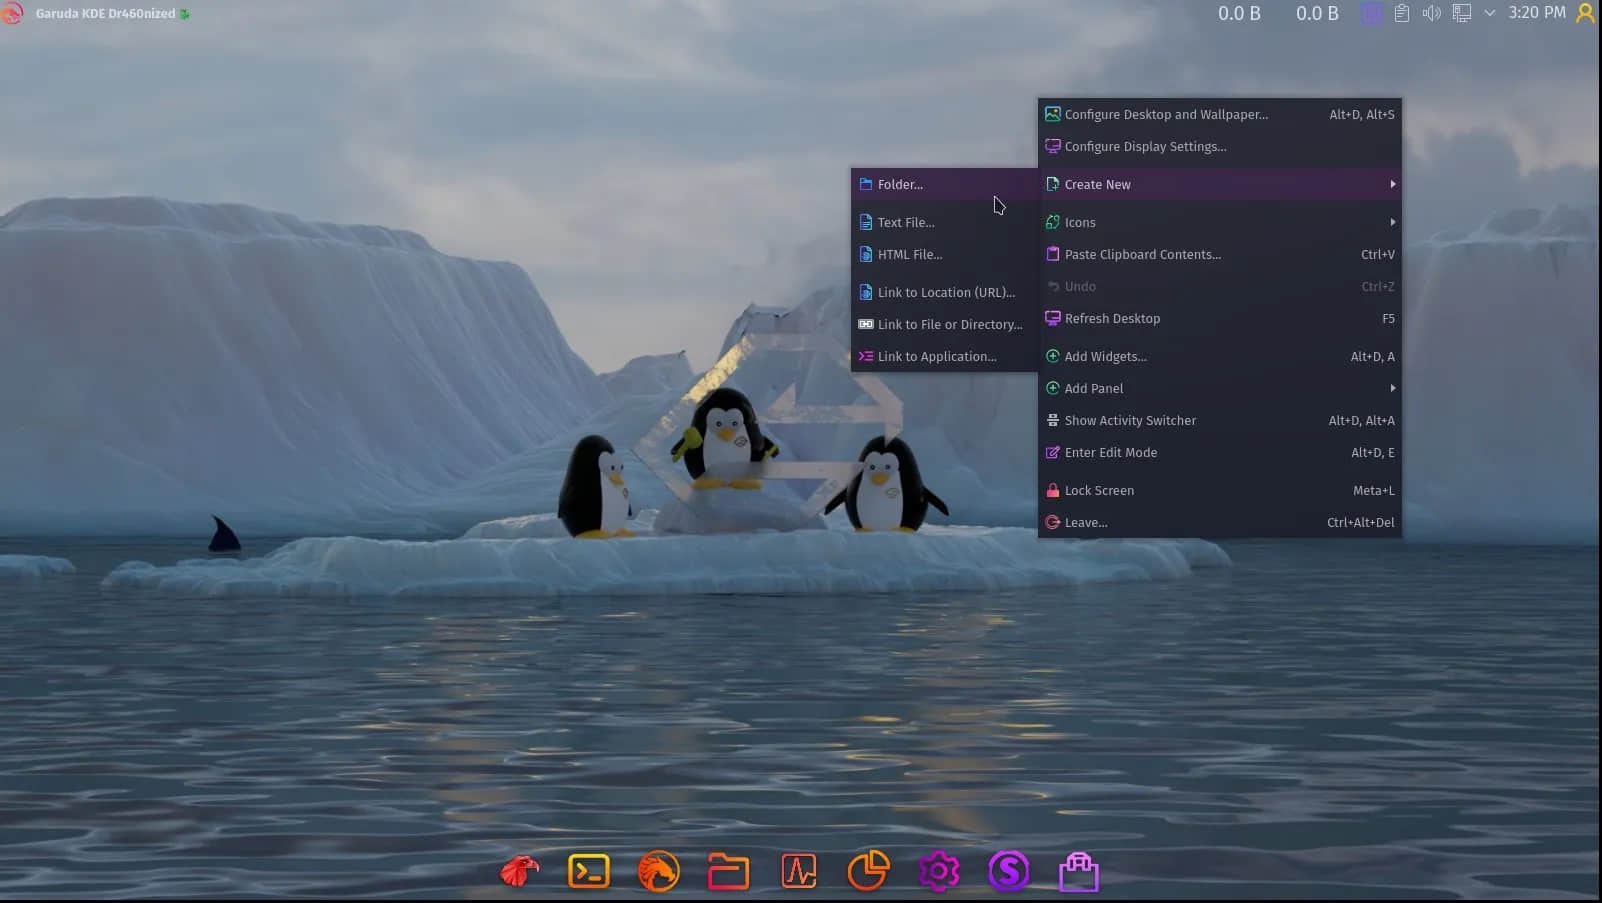 Garuda KDE Dr460nized
0.0 B
0.0 B
3:20 PM
Configure Desktop and Wallpaper... Alt+D, Alt+S
Configure Display Settings...
Create New
Icons
Paste Clipboard Contents... Ctrl+V
Undo Ctrl+Z
Refresh Desktop F5
Add Widgets... Alt+D, A
Add Panel
Show Activity Switcher Alt+D, Alt+A
Enter Edit Mode Alt+D, E
Lock Screen Meta+L
Leave... Ctrl+Alt+Del
Folder...
Text File...
HTML File...
Link to Location (URL)...
Link to File or Directory...
Link to Application...